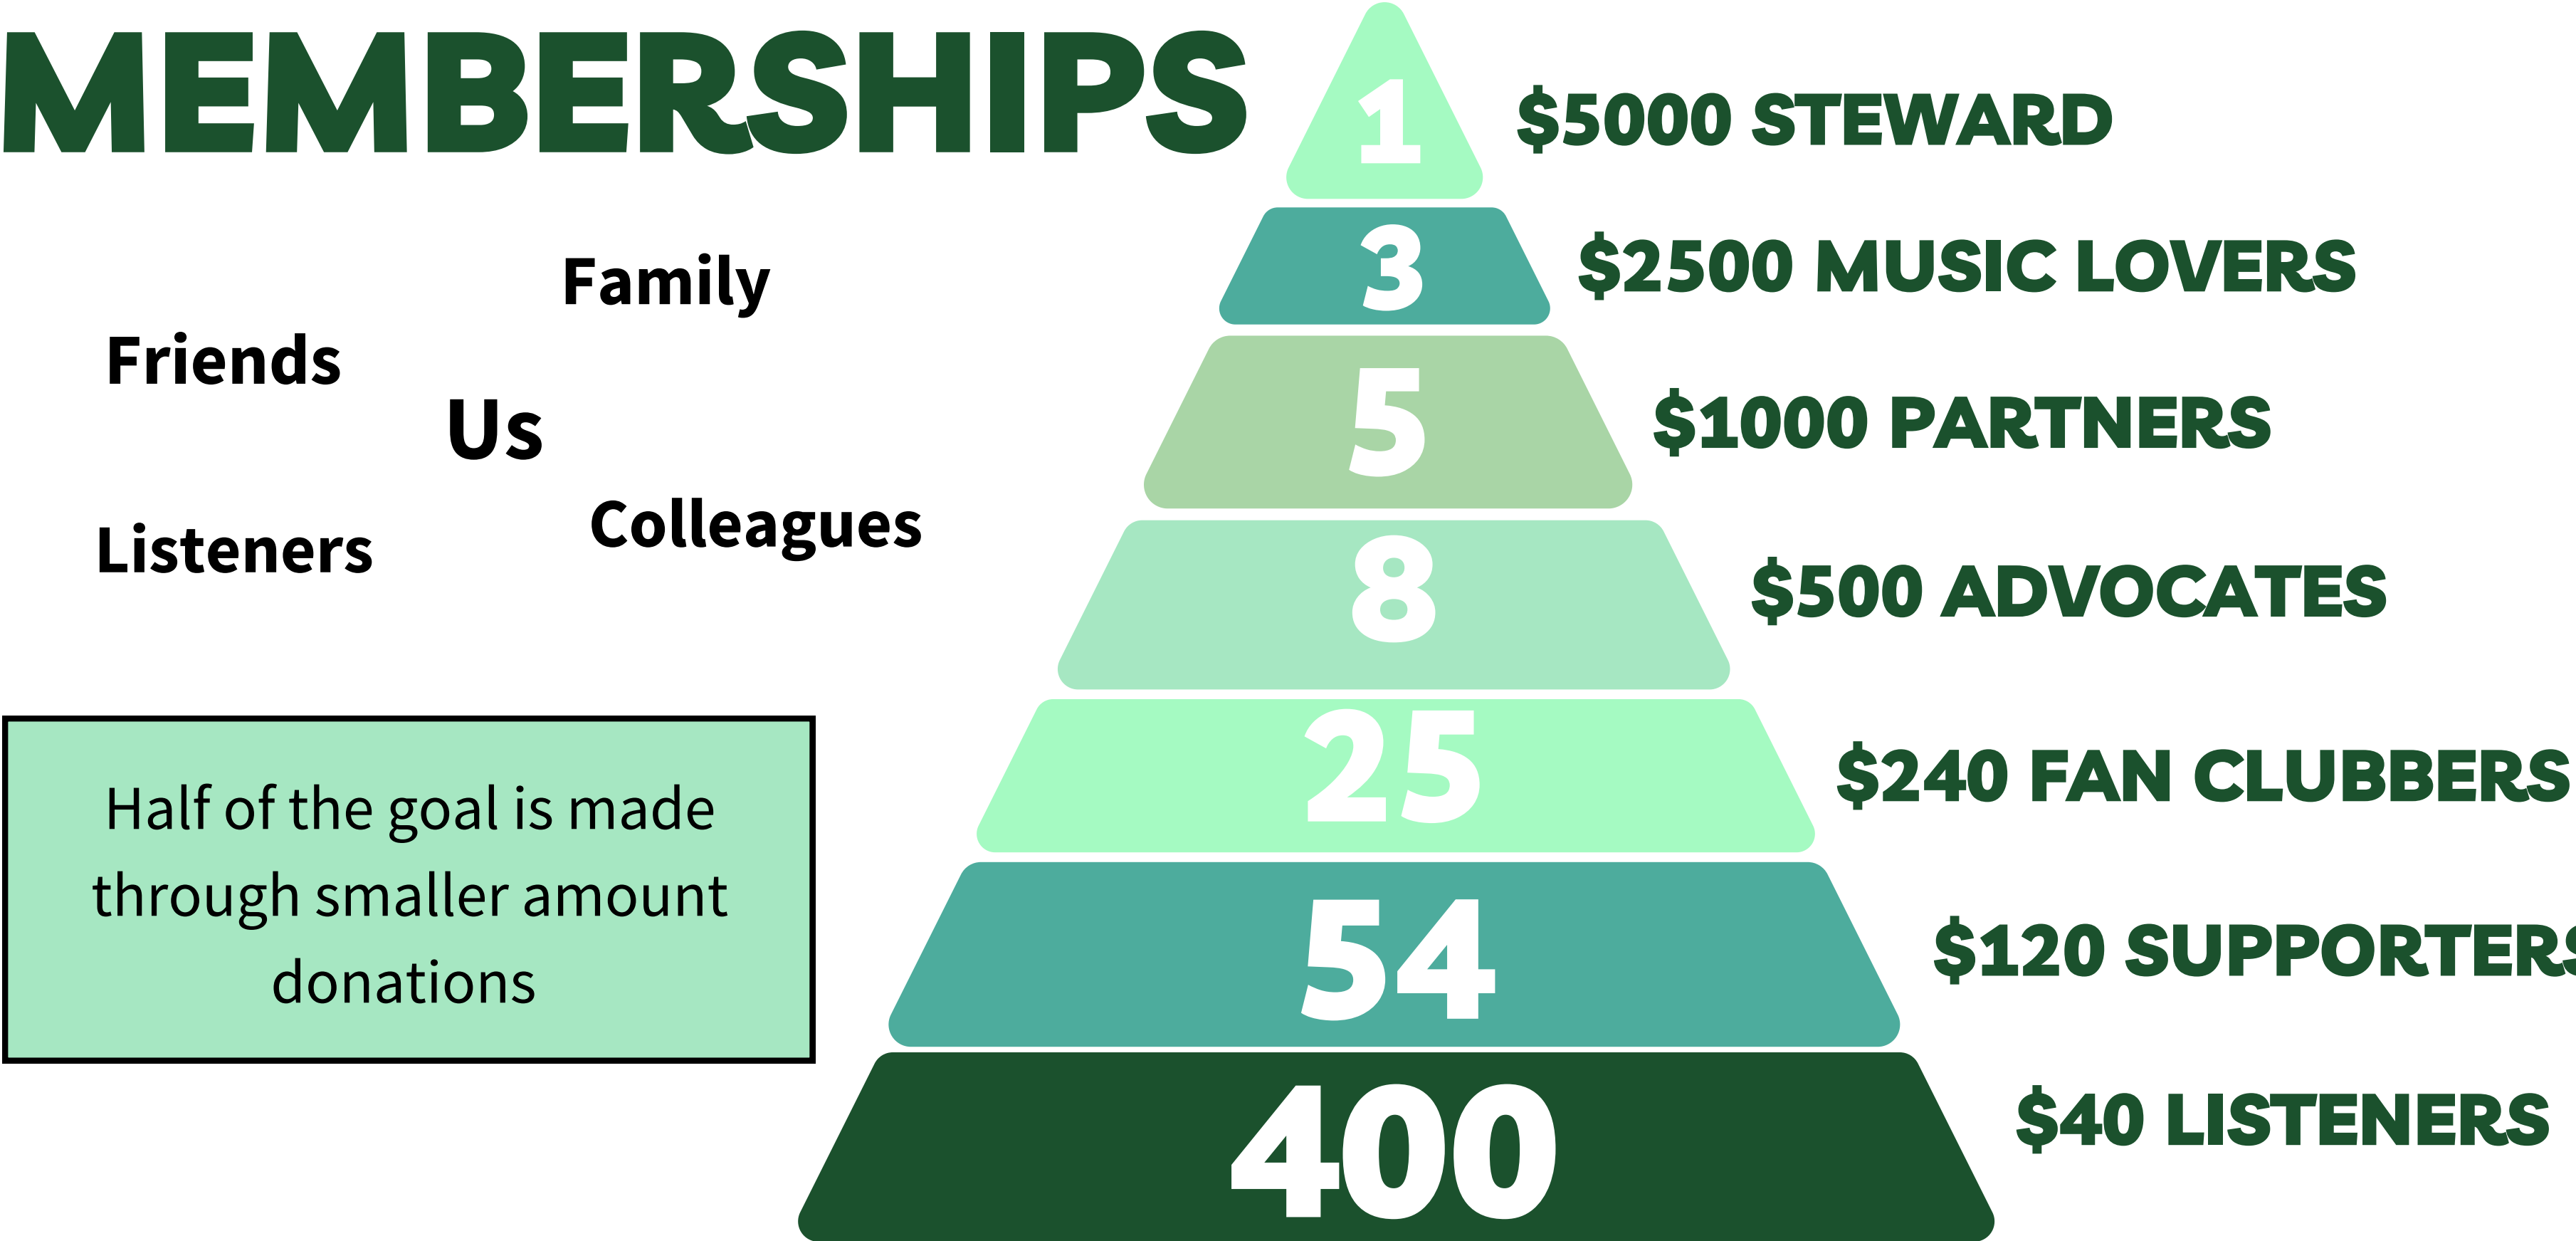 MEMBERSHIPS
Family
Friends
Us
Colleagues
Listeners
Half of the goal is made
through smaller amount
donations
1
$5000 STEWARD
3
$2500 MUSIC LOVERS
5
$1000 PARTNERS
8
$500 ADVOCATES
25
$240 FAN CLUBBERS
54
$120 SUPPORTERS
400
$40 LISTENERS